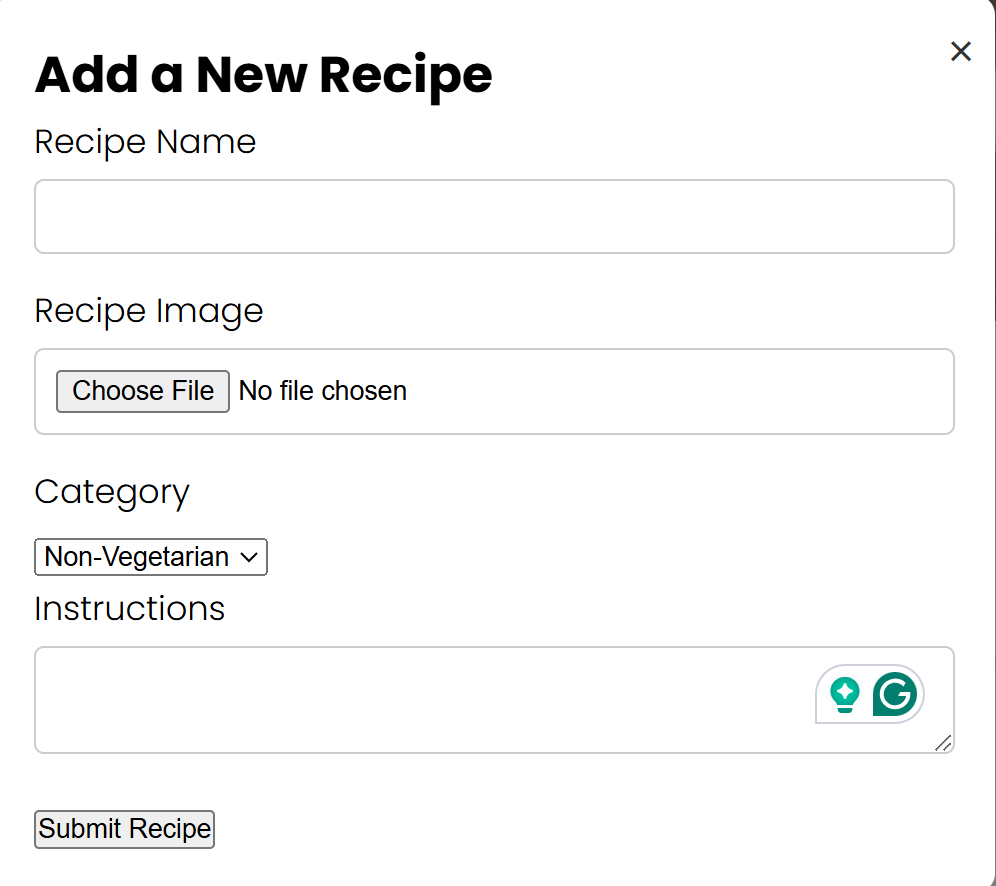 Add a New Recipe
Recipe Name
Recipe Image
Choose File No file chosen
Category
Non-Vegetarian
Instructions
Submit Recipe